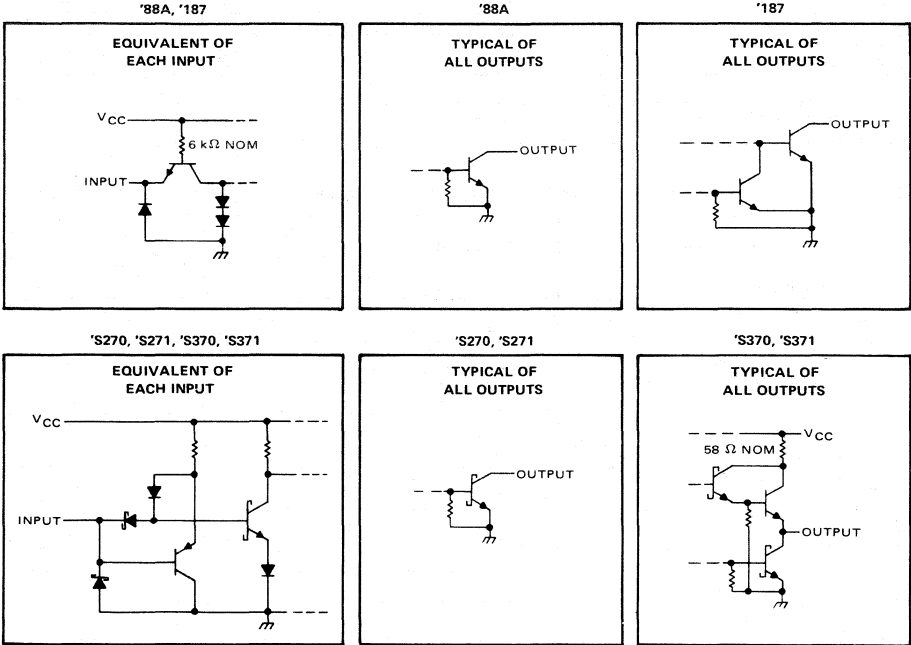 '88A, '187
EQUIVALENT OF
EACH INPUT
VCC
6 kΩ NOM
INPUT
'88A
TYPICAL OF
ALL OUTPUTS
OUTPUT
'187
TYPICAL OF
ALL OUTPUTS
OUTPUT
'S270, 'S271, 'S370, 'S371
EQUIVALENT OF
EACH INPUT
VCC
INPUT
'S270, 'S271
TYPICAL OF
ALL OUTPUTS
OUTPUT
'S370, 'S371
TYPICAL OF
ALL OUTPUTS
VCC
58 Ω NOM
OUTPUT